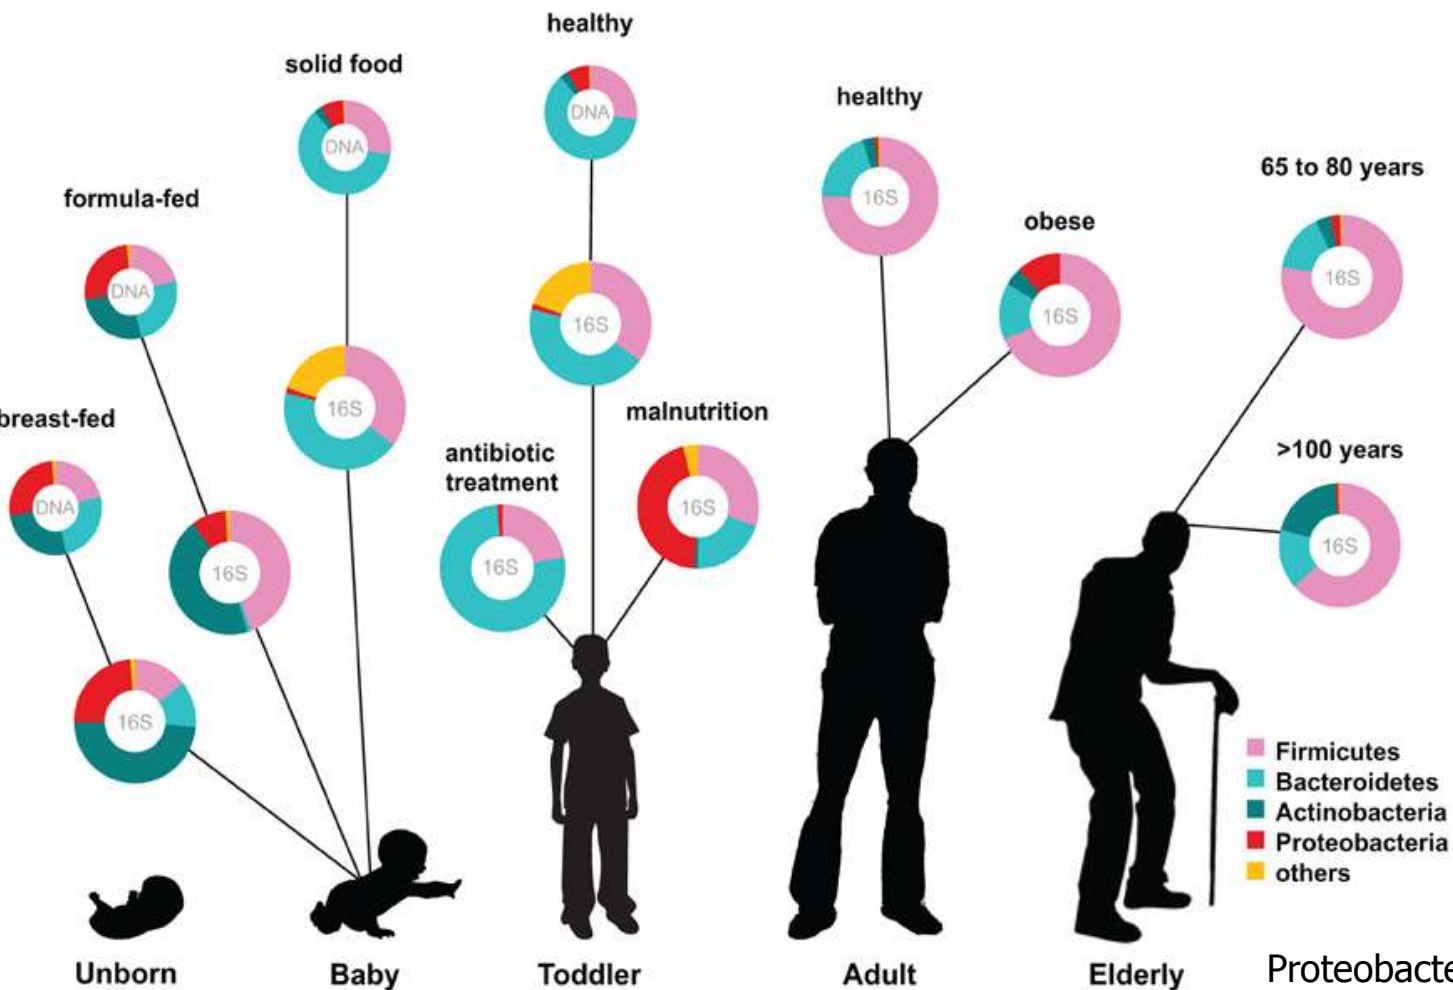 healthy
solid food
DNA
DNA
healthy
formula-fed
65 to 80 years
DNA
16S
obese
16S
16S
16S
16S
breast-fed
malnutrition
antibiotic
treatment
>100 years
DNA
16S
16S
16S
16S
16S
16S
Firmicutes
Bacteroidetes
Actinobacteria
Proteobacteria
others
Unborn
Baby
Toddler
Adult
Elderly